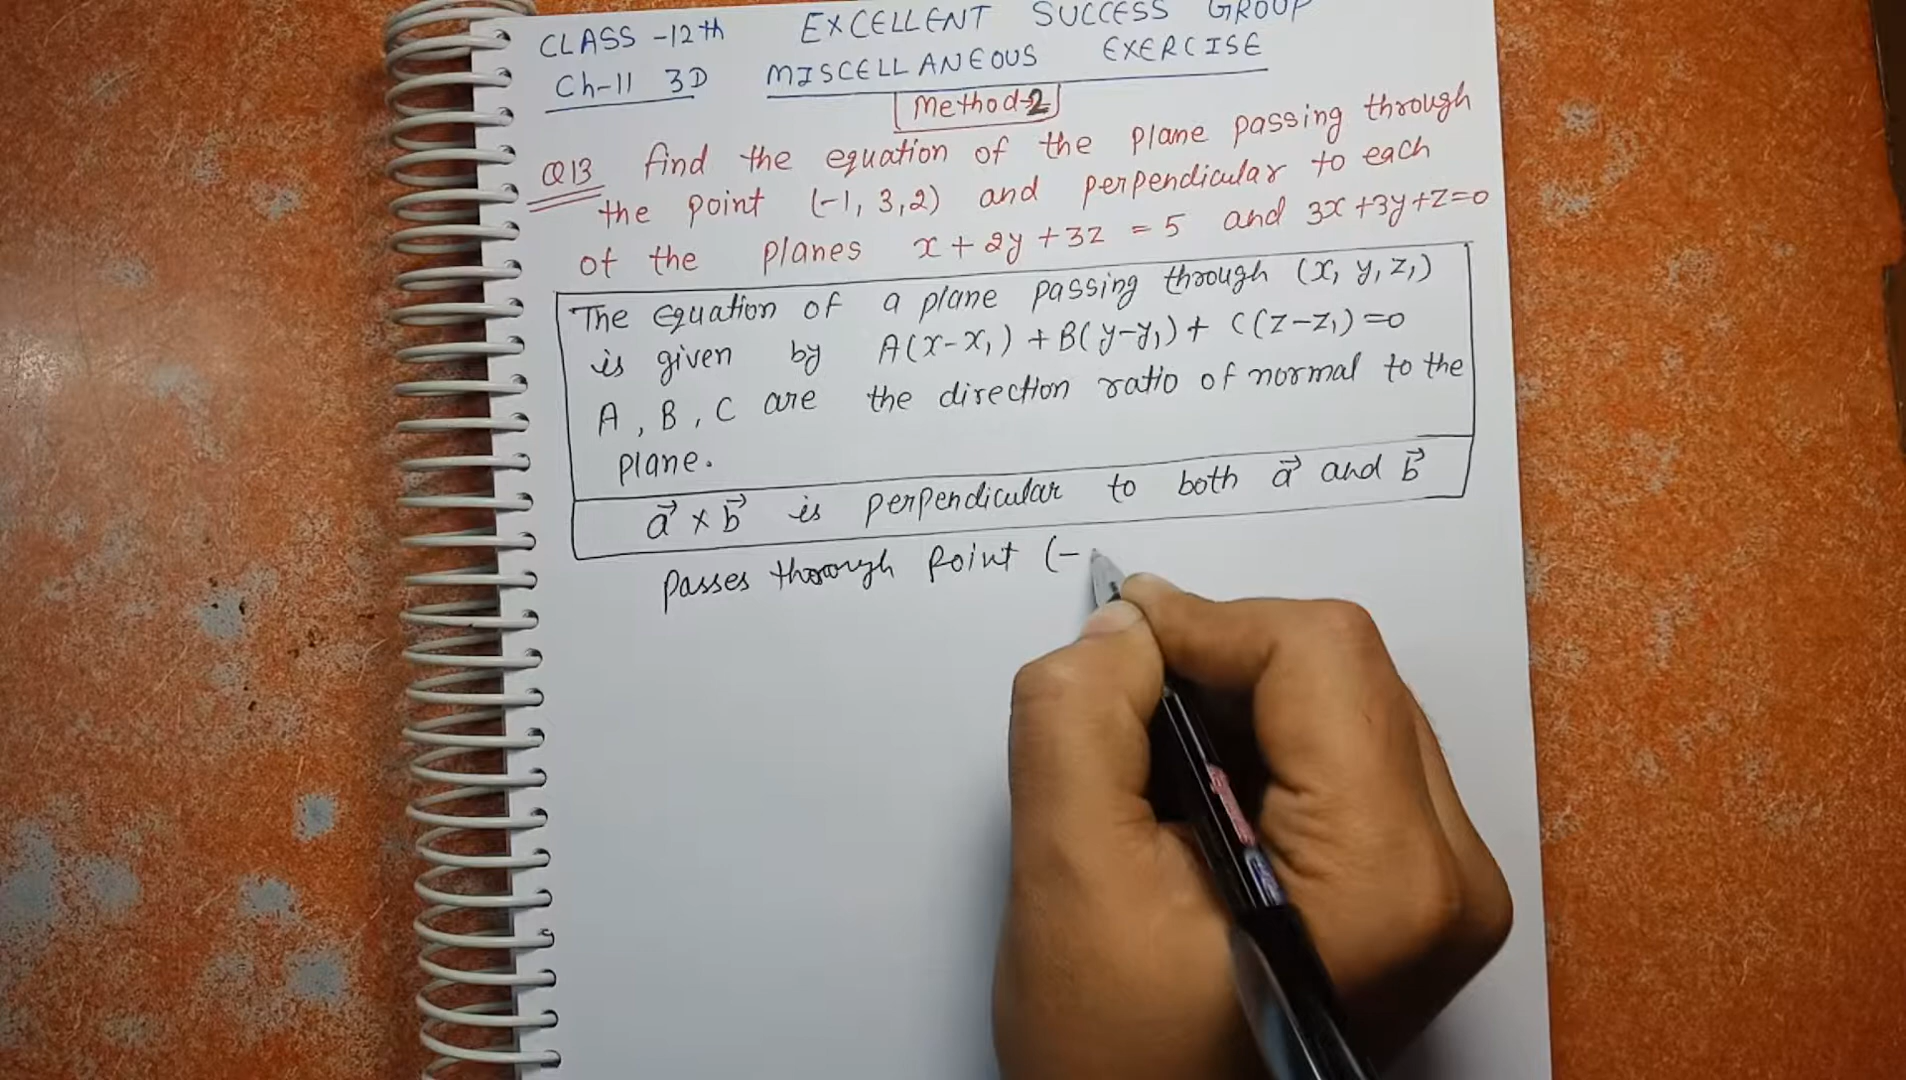 CLASS -12th EXCELLENT SUCCESS GROUP
Ch-11 3D MISCELLANEOUS EXERCISE
Method-2
Q13 find the equation of the plane passing through
the point (-1, 3,2) and perpendicular to each
of the planes x + 2y + 3z = 5 and 3x+3y+z=0
The equation of a plane passing through (x, y, z₁)
is given by A(x-x₁) + B(y-y₁) + C(z-z₁) =0
A, B, C are the direction ratio of normal to the
plane.
a⃗ × b⃗ is perpendicular to both a⃗ and b⃗
Passes through Point (-